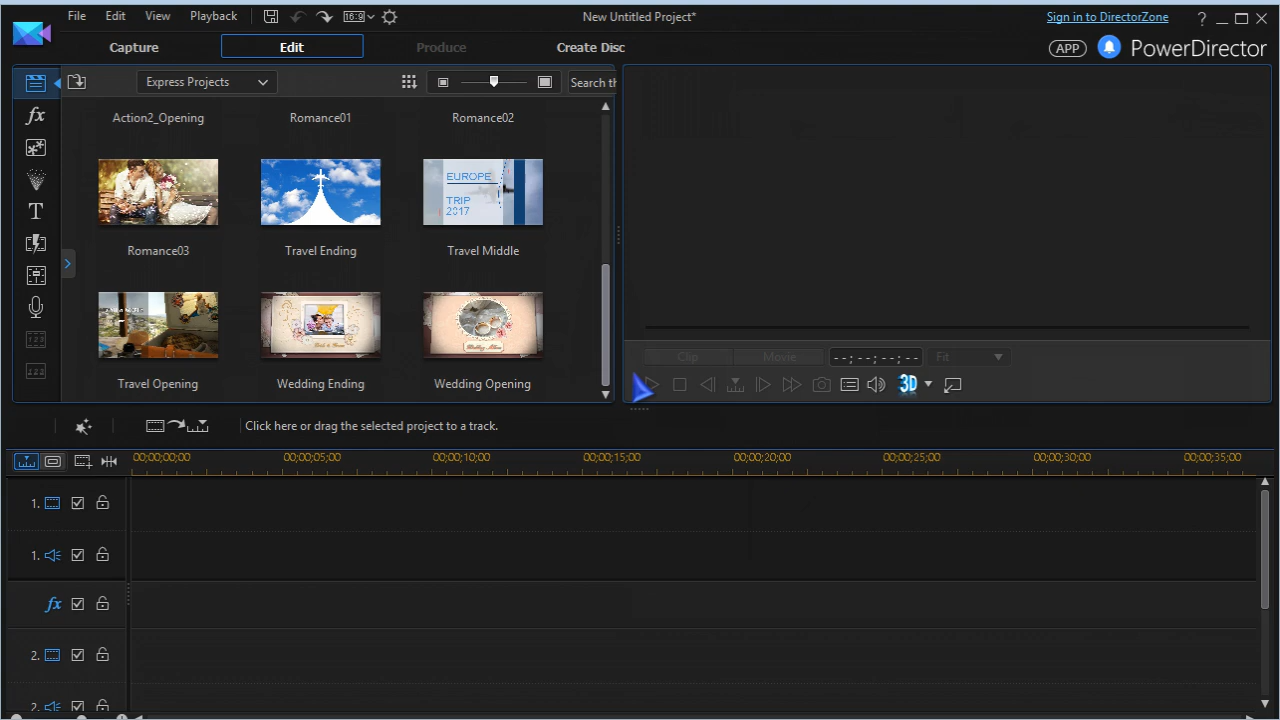 File Edit View Playback 16:9 New Untitled Project* Sign in to DirectorZone ?
Capture Edit Produce Create Disc APP PowerDirector
Express Projects Search th
Action2_Opening Romance01 Romance02
EUROPE
TRIP
2017
Romance03 Travel Ending Travel Middle
Travel Opening Wedding Ending Wedding Opening
fx
T
Clip Movie --;--;--;-- Fit
3D
Click here or drag the selected project to a track.
00;00;00;00 00;00;05;00 00;00;10;00 00;00;15;00 00;00;20;00 00;00;25;00 00;00;30;00 00;00;35;00
1.
1.
fx
2.
2.